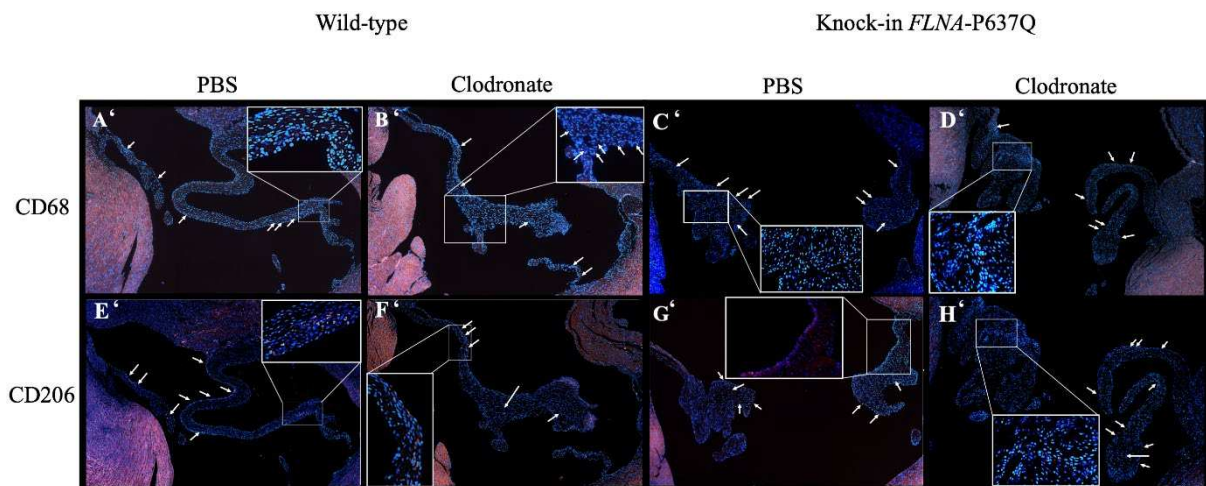 Wild-type Knock-in FLNA-P637Q
PBS Clodronate PBS Clodronate
CD68 A‘ B‘ C‘ D‘
CD206 E‘ F‘ G‘ H‘